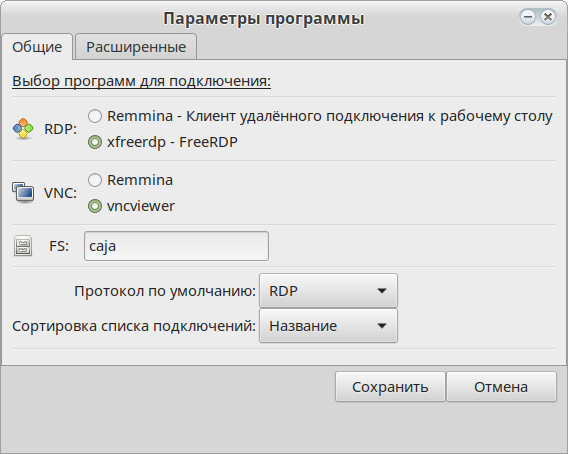 Параметры программы
Общие
Расширенные
Выбор программ для подключения:
RDP:
Remmina - Клиент удалённого подключения к рабочему столу
xfreerdp - FreeRDP
VNC:
Remmina
vncviewer
FS:
caja
Протокол по умолчанию:
RDP
Сортировка списка подключений:
Название
Сохранить
Отмена